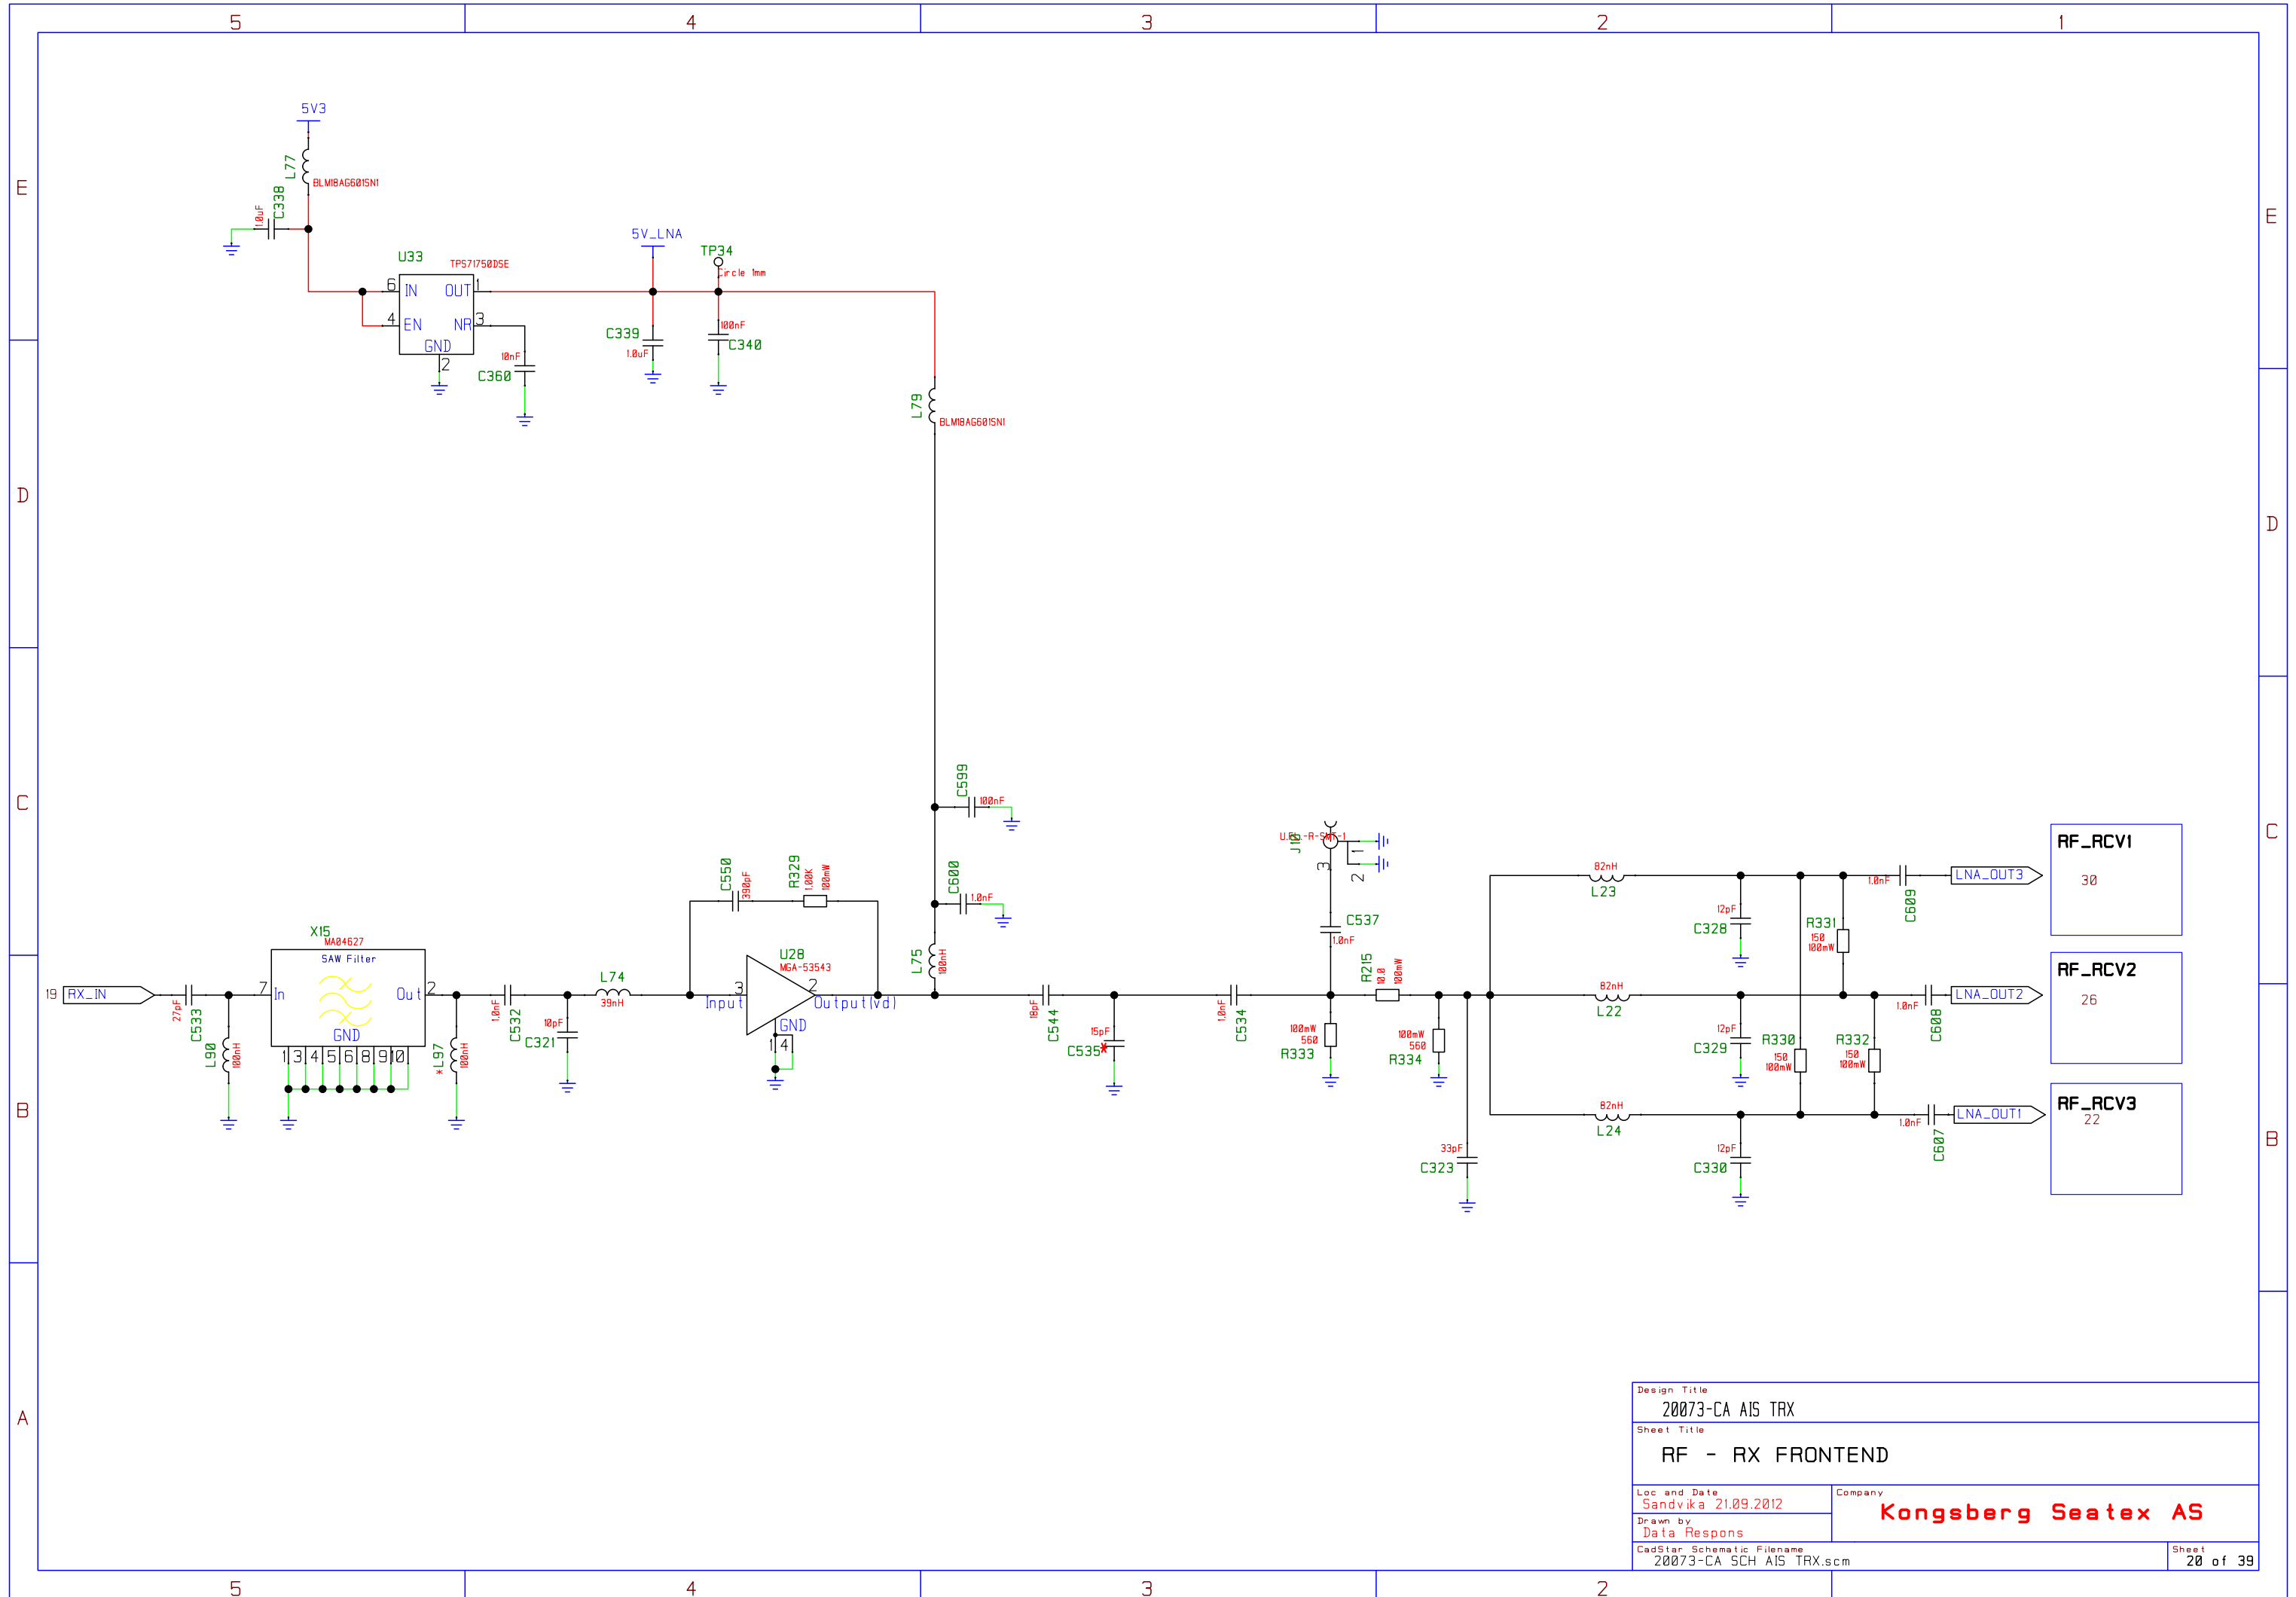 5 4 3 2 1
5V3
L77
BLM18AG601SN1
C338
1.0uF
E E
5V_LNA
TP34
Circle 1mm
U33
TPS71750DSE
6 IN OUT 1
4 EN NR 3
GND
2
10nF
C360
C339
1.0uF
100nF
C340
L79
BLM18AG601SN1
D D
C599
100nF
C C
C600
1.0nF
C550
390pF
R329
1.00K
100mW
L75
100nH
J10
3
1
2
C537
1.0nF
RF_RCV1
30
82nH
L23
12pF
C328
R331
150
100mW
1.0nF
C609
LNA_OUT3
X15
MA04627
SAW Filter
7 In Out 2
GND
1 3 4 5 6 8 9 10
19 RX_IN
27pF
C533
L90
100nH
* L97
100nH
1.0nF
C532
10pF
C321
L74
39nH
U28
MGA-53543
3 Input
2 Output(vd)
GND
1 4
18pF
C544
15pF
C535*
1.0nF
C534
R215
10.0
100mW
100mW
560
R333
100mW
560
R334
82nH
L22
12pF
C329
R330
150
100mW
R332
150
100mW
1.0nF
C608
LNA_OUT2
RF_RCV2
26
B B
33pF
C323
82nH
L24
12pF
C330
1.0nF
C607
LNA_OUT1
RF_RCV3
22
A
Design Title
20073-CA AIS TRX
Sheet Title
RF - RX FRONTEND
Loc and Date
Sandvika 21.09.2012
Company
Kongsberg Seatex AS
Drawn by
Data Respons
CadStar Schematic Filename
20073-CA SCH AIS TRX.scm
Sheet
20 of 39
5 4 3 2